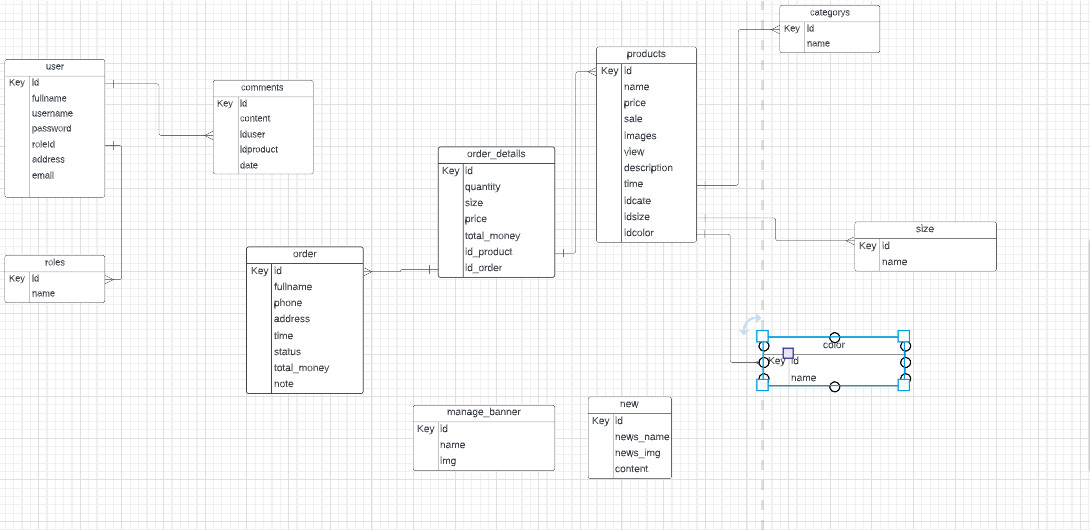 categorys
Key id
name
products
Key id
name
price
sale
images
view
description
time
idcate
idsize
idcolor
user
Key id
fullname
username
password
roleId
address
email
comments
Key id
content
iduser
idproduct
date
order_details
Key id
quantity
size
price
total_money
id_product
id_order
size
Key id
name
order
Key id
fullname
phone
address
time
status
total_money
note
roles
Key id
name
color
Key id
name
manage_banner
Key id
name
img
new
Key id
news_name
news_img
content